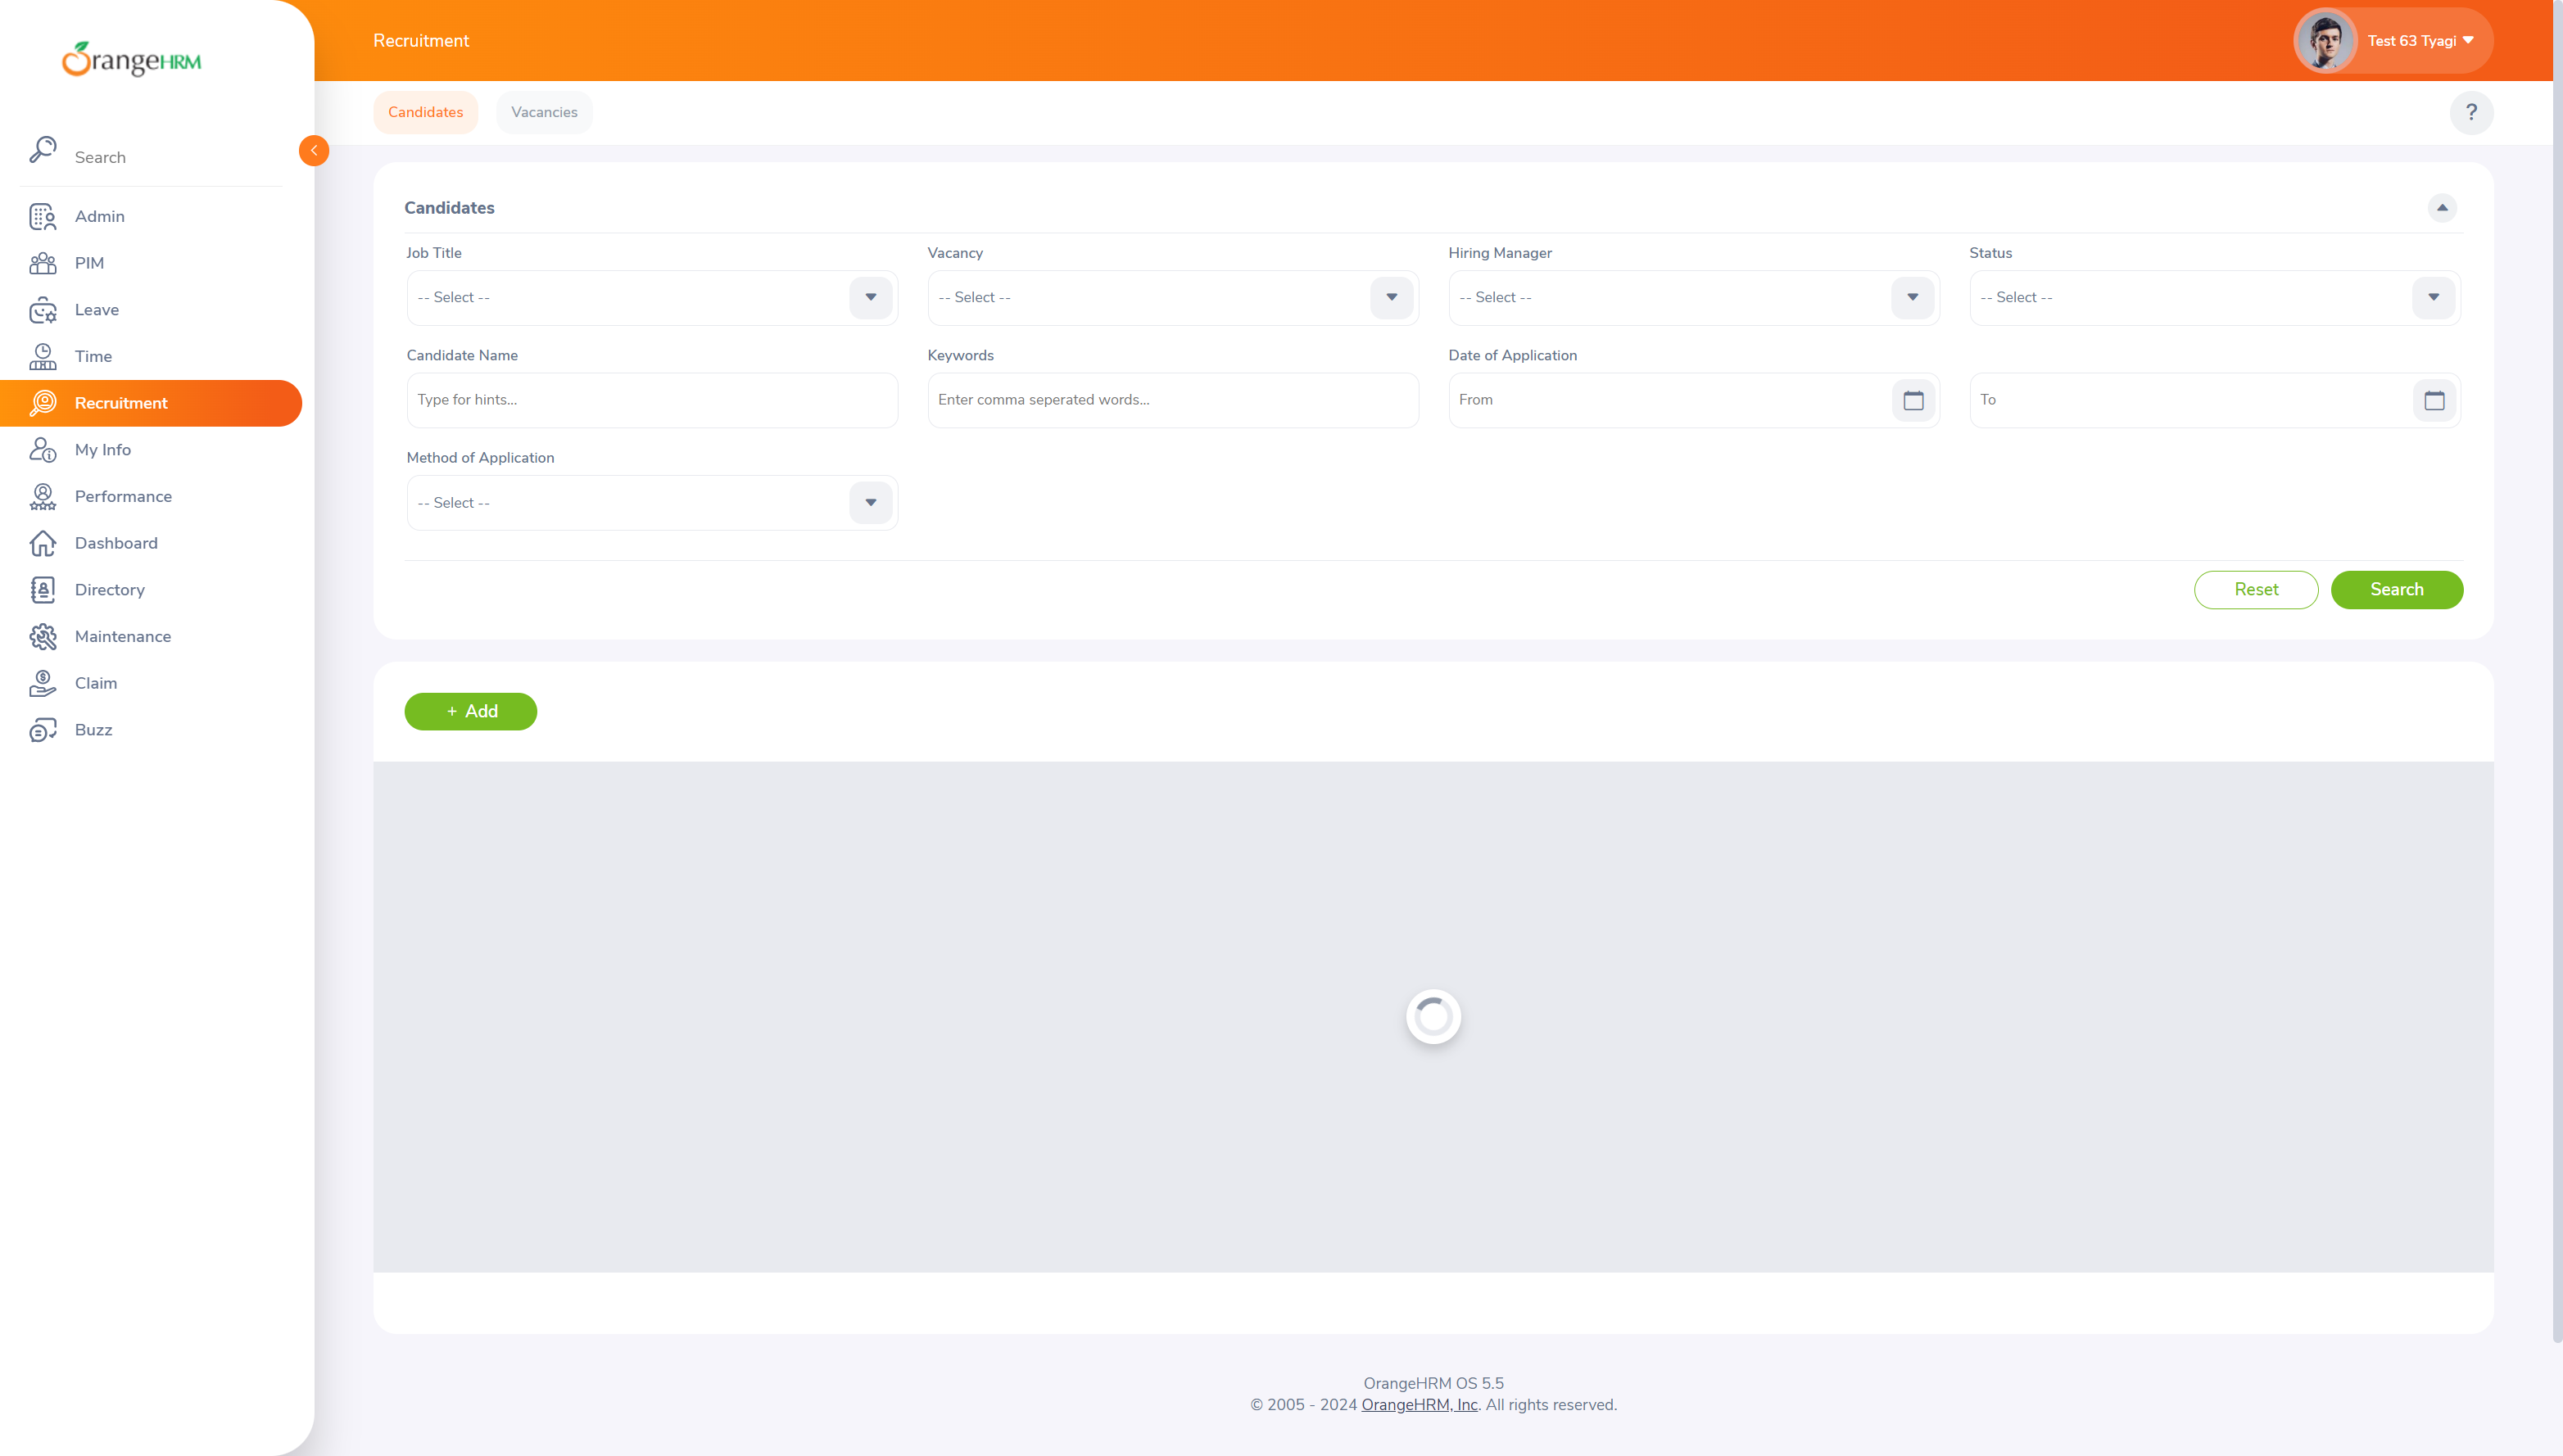 OrangeHRM
Recruitment
Test 63 Tyagi
Candidates
Vacancies
?
Search
Admin
PIM
Leave
Time
Recruitment
My Info
Performance
Dashboard
Directory
Maintenance
Claim
Buzz
Candidates
Job Title
Vacancy
Hiring Manager
Status
-- Select --
-- Select --
-- Select --
-- Select --
Candidate Name
Keywords
Date of Application
Type for hints...
Enter comma seperated words...
From
To
Method of Application
-- Select --
Reset
Search
+ Add
OrangeHRM OS 5.5
© 2005 - 2024 OrangeHRM, Inc. All rights reserved.